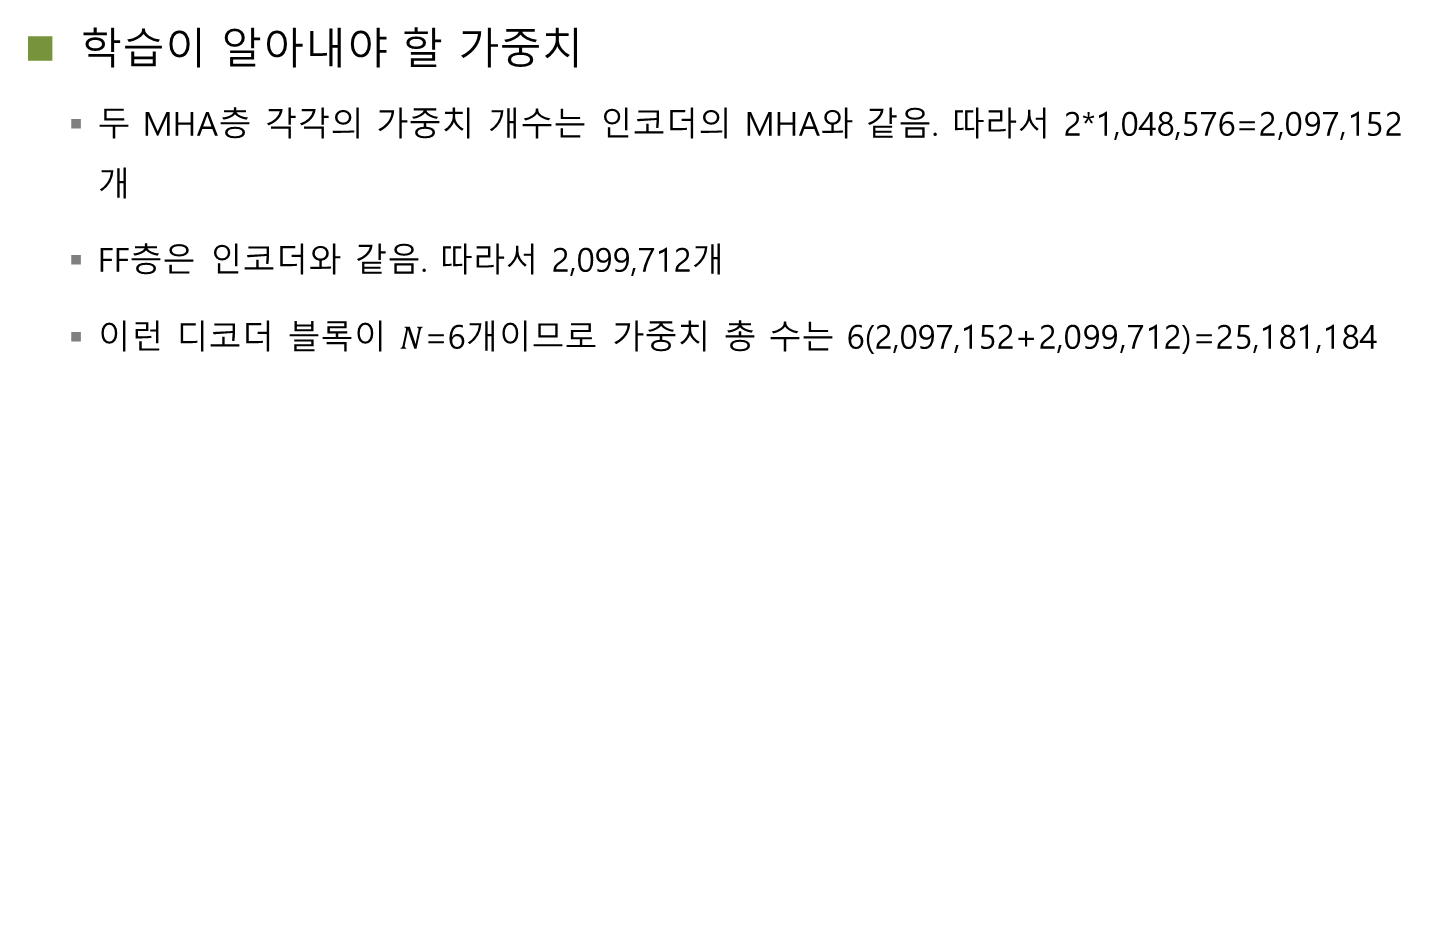 ■ 학습이 알아내야 할 가중치
▪ 두 MHA층 각각의 가중치 개수는 인코더의 MHA와 같음. 따라서 2*1,048,576=2,097,152
개
▪ FF층은 인코더와 같음. 따라서 2,099,712개
▪ 이런 디코더 블록이 N=6개이므로 가중치 총 수는 6(2,097,152+2,099,712)=25,181,184